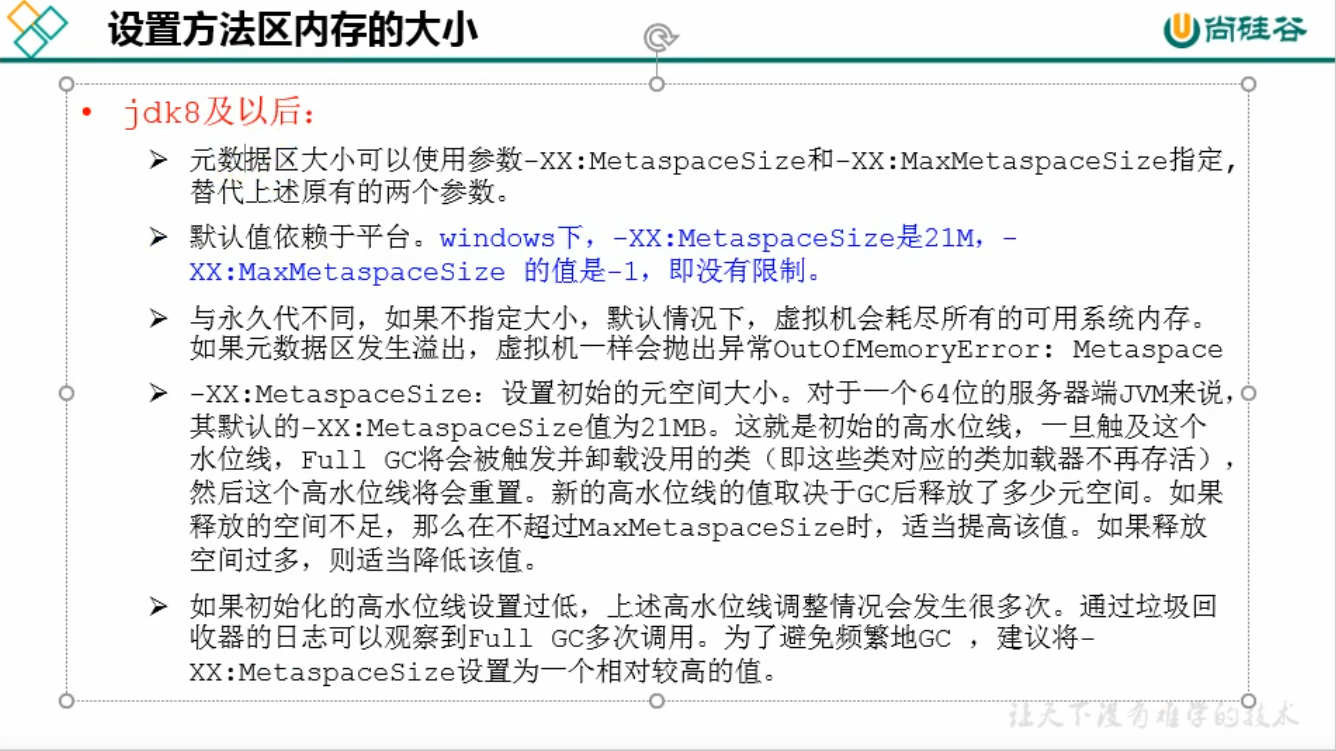 设置方法区内存的大小
尚硅谷
• jdk8及以后：
➢ 元数据区大小可以使用参数-XX:MetaspaceSize和-XX:MaxMetaspaceSize指定,
替代上述原有的两个参数。
➢ 默认值依赖于平台。windows下，-XX:MetaspaceSize是21M，-
XX:MaxMetaspaceSize 的值是-1，即没有限制。
➢ 与永久代不同，如果不指定大小，默认情况下，虚拟机会耗尽所有的可用系统内存。
如果元数据区发生溢出，虚拟机一样会抛出异常OutOfMemoryError: Metaspace
➢ -XX:MetaspaceSize：设置初始的元空间大小。对于一个64位的服务器端JVM来说，
其默认的-XX:MetaspaceSize值为21MB。这就是初始的高水位线，一旦触及这个
水位线，Full GC将会被触发并卸载没用的类（即这些类对应的类加载器不再存活），
然后这个高水位线将会重置。新的高水位线的值取决于GC后释放了多少元空间。如果
释放的空间不足，那么在不超过MaxMetaspaceSize时，适当提高该值。如果释放
空间过多，则适当降低该值。
➢ 如果初始化的高水位线设置过低，上述高水位线调整情况会发生很多次。通过垃圾回
收器的日志可以观察到Full GC多次调用。为了避免频繁地GC ，建议将-
XX:MetaspaceSize设置为一个相对较高的值。
让天下没有难学的技术